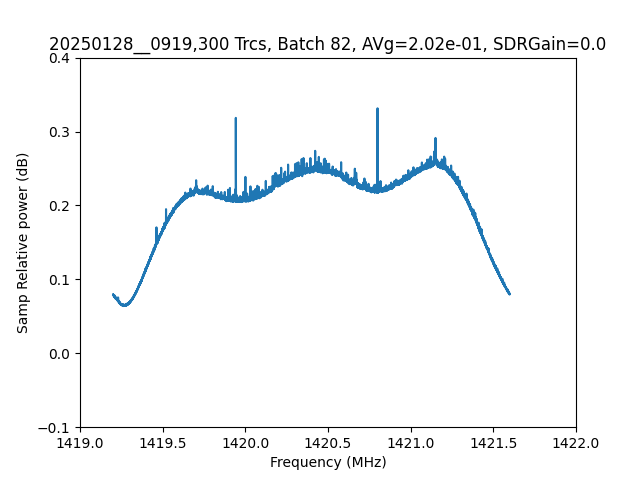 20250128__0919,300 Trcs, Batch 82, AVg=2.02e-01, SDRGain=0.0
0.4
0.3
0.2
0.1
0.0
−0.1
Samp Relative power (dB)
1419.0 1419.5 1420.0 1420.5 1421.0 1421.5 1422.0
Frequency (MHz)